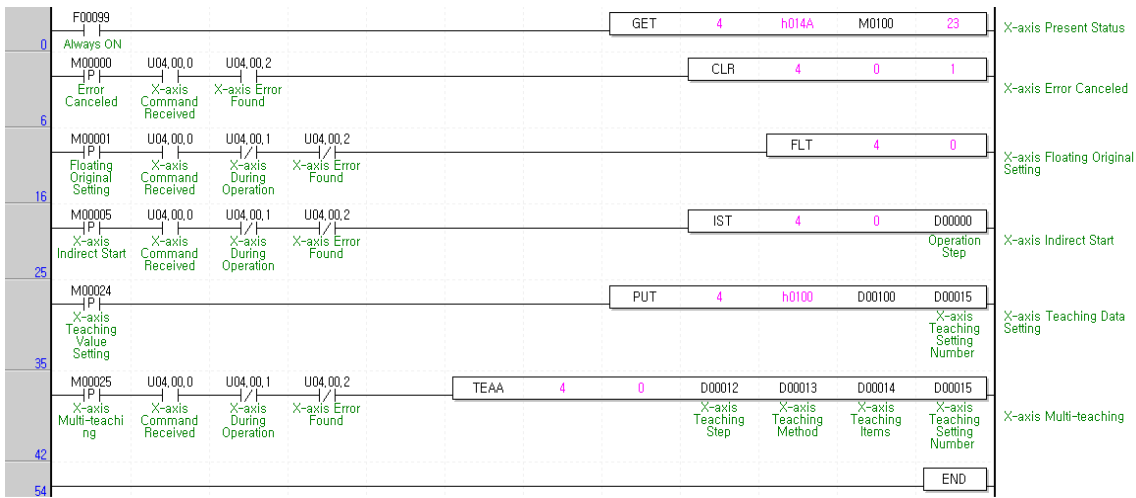 F00099
GET 4 h014A M0100 23
X-axis Present Status
0
Always ON
M00000 U04,00,0 U04,00,2
CLR 4 0 1
P
Error
Canceled
X-axis
Command
Received
X-axis Error
Found
X-axis Error Canceled
6
M00001 U04,00,0 U04,00,1 U04,00,2
FLT 4 0
P
Floating
Original
Setting
X-axis
Command
Received
X-axis
During
Operation
X-axis Error
Found
X-axis Floating Original
Setting
16
M00005 U04,00,0 U04,00,1 U04,00,2
IST 4 0 D00000
P
X-axis
Indirect Start
X-axis
Command
Received
X-axis
During
Operation
X-axis Error
Found
Operation
Step
X-axis Indirect Start
25
M00024
PUT 4 h0100 D00100 D00015
P
X-axis
Teaching
Value
Setting
X-axis
Teaching
Setting
Number
X-axis Teaching Data
Setting
35
M00025 U04,00,0 U04,00,1 U04,00,2
TEAA 4 0 D00012 D00013 D00014 D00015
P
X-axis
Multi-teachi
ng
X-axis
Command
Received
X-axis
During
Operation
X-axis Error
Found
X-axis
Teaching
Step
X-axis
Teaching
Method
X-axis
Teaching
Items
X-axis
Teaching
Setting
Number
X-axis Multi-teaching
42
END
54